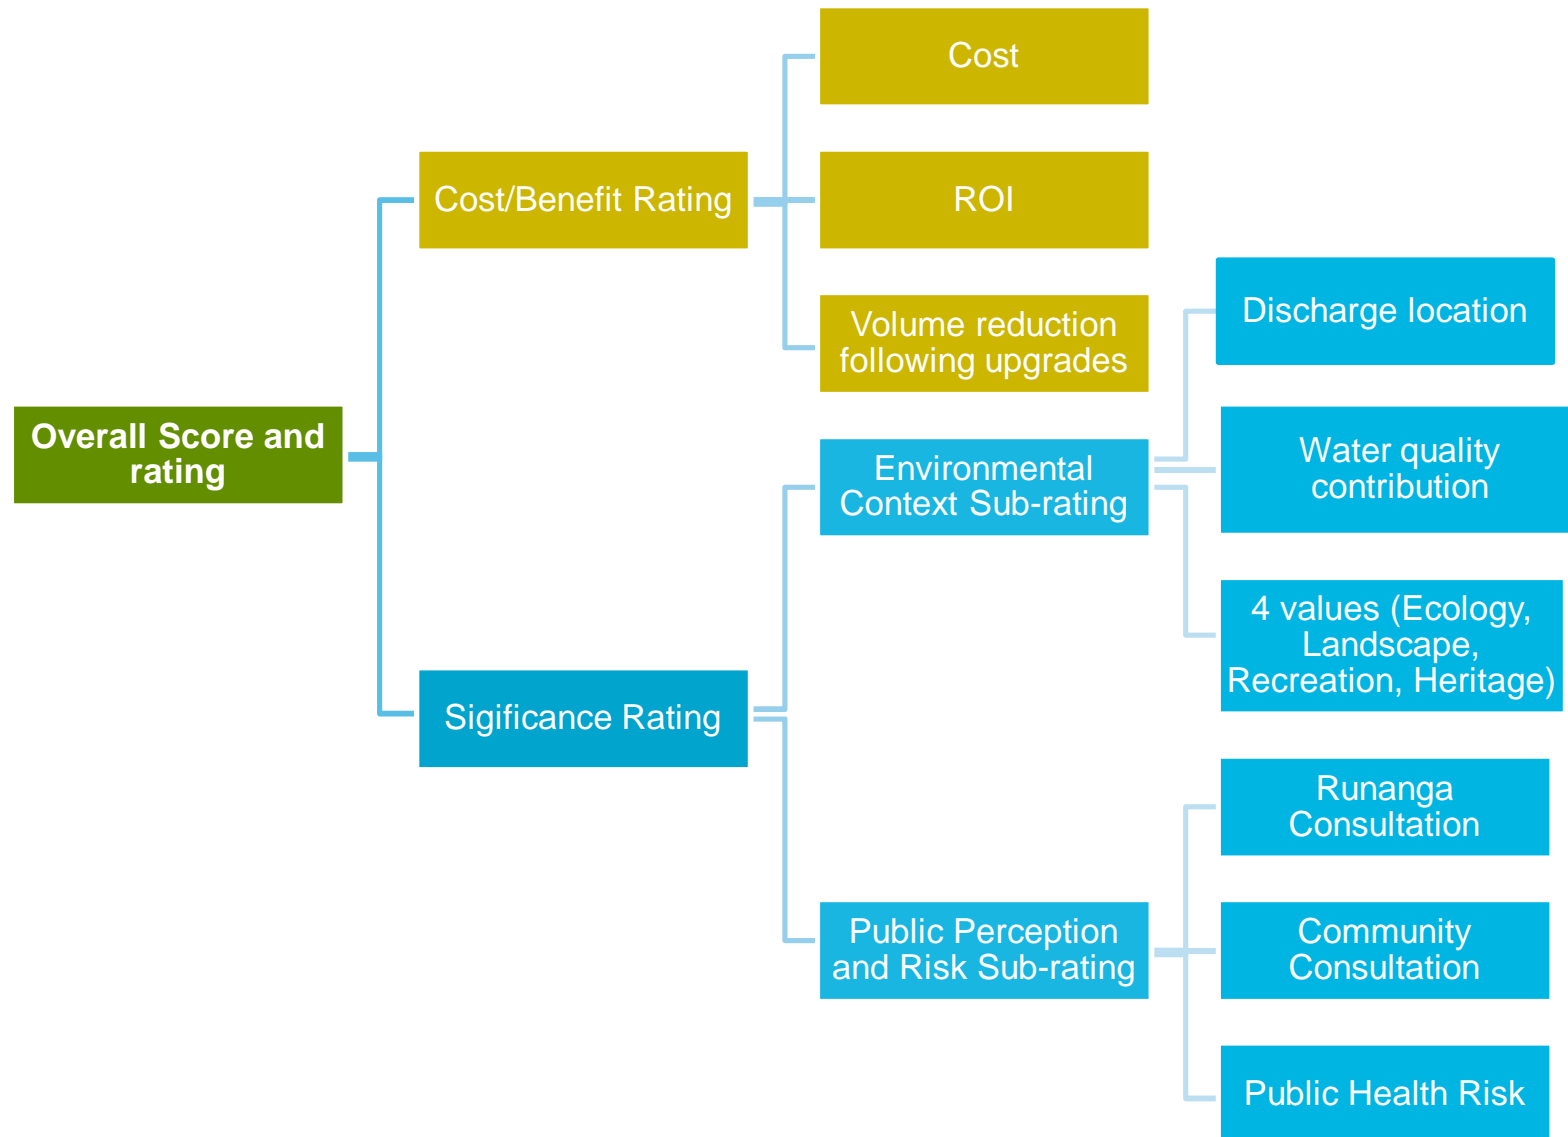 Overall Score and
rating
Cost/Benefit Rating
Cost
ROI
Volume reduction
following upgrades
Sigificance Rating
Environmental
Context Sub-rating
Discharge location
Water quality
contribution
4 values (Ecology,
Landscape,
Recreation, Heritage)
Public Perception
and Risk Sub-rating
Runanga
Consultation
Community
Consultation
Public Health Risk